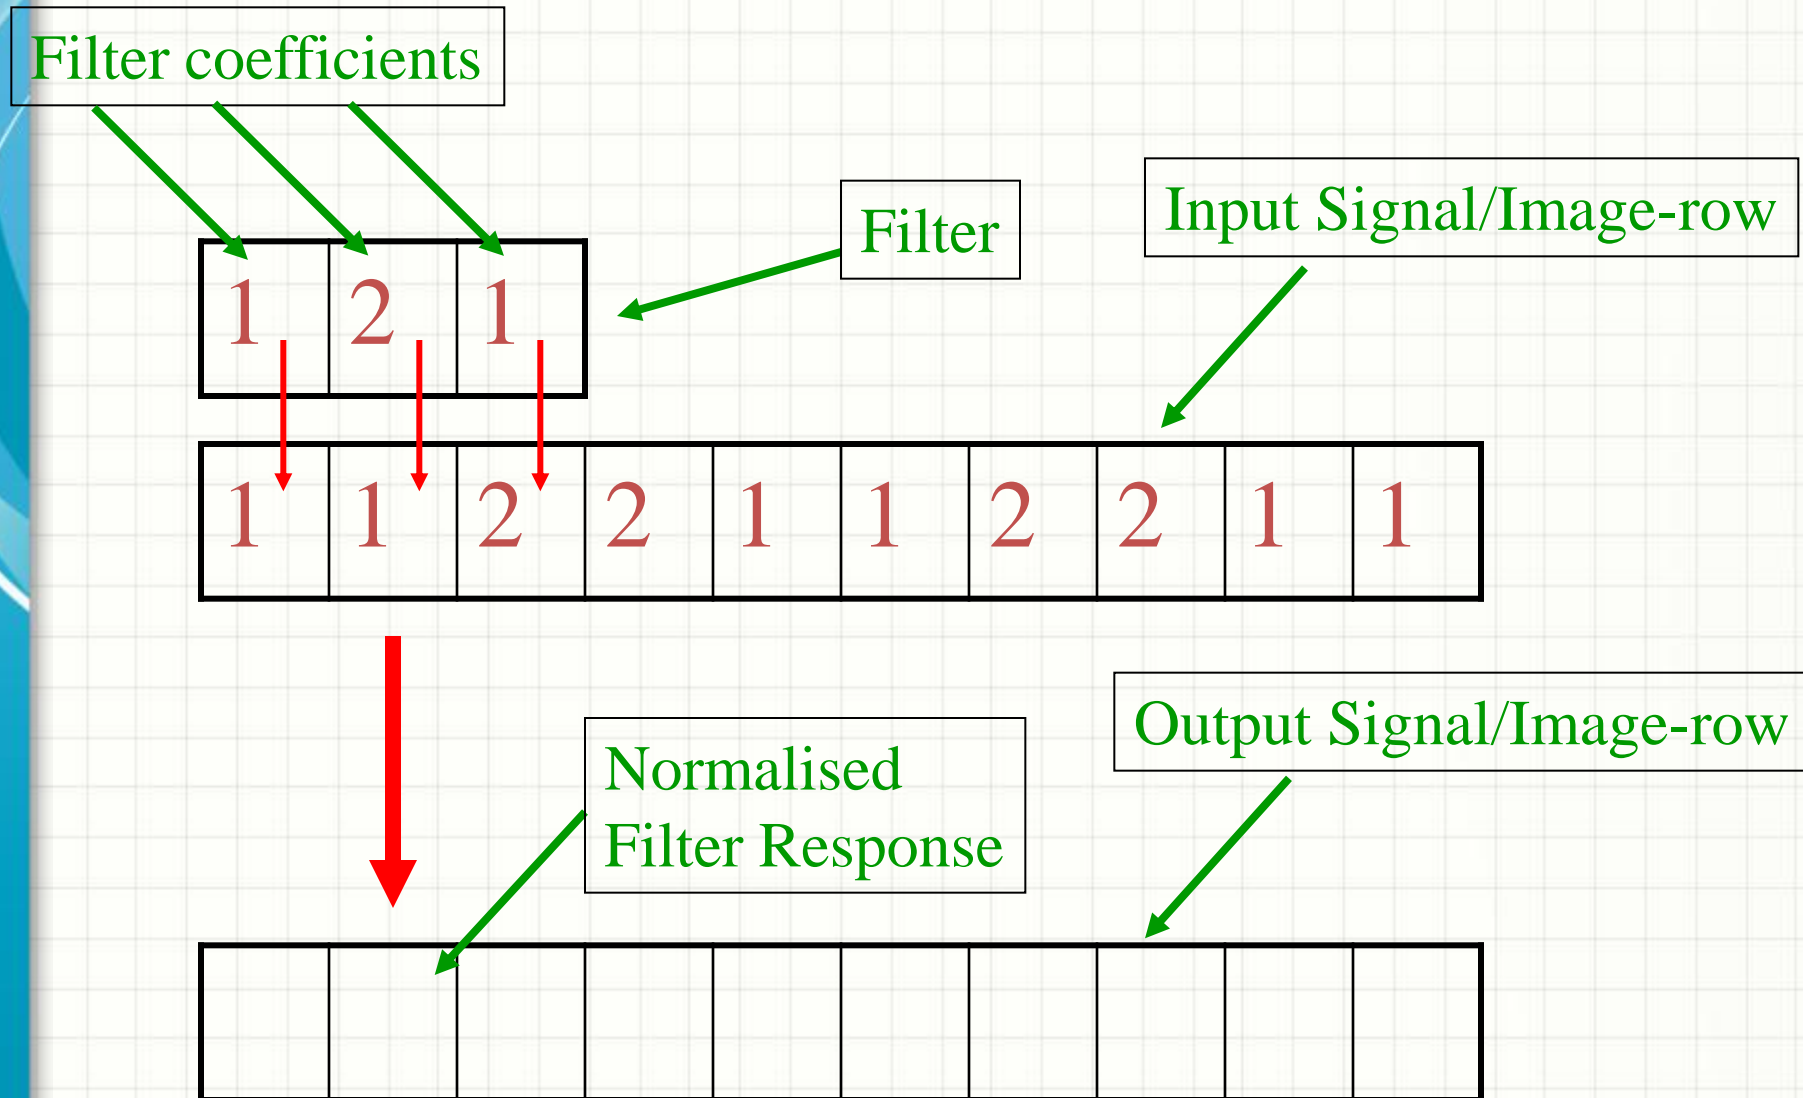 Filter coefficients
Filter
Input Signal/Image-row
1 2 1
1 1 2 2 1 1 2 2 1 1
Normalised
Filter Response
Output Signal/Image-row